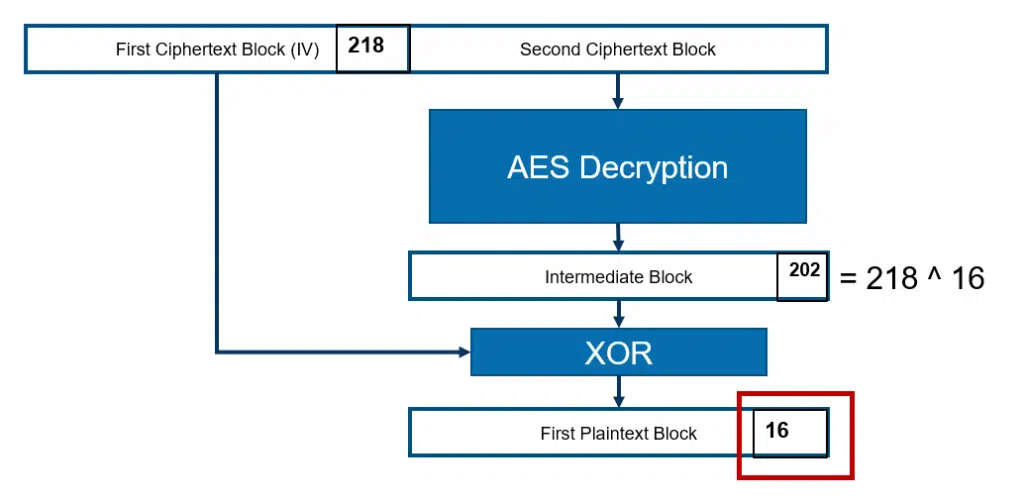 First Ciphertext Block (IV) 218 Second Ciphertext Block
AES Decryption
Intermediate Block 202 = 218 ^ 16
XOR
First Plaintext Block 16